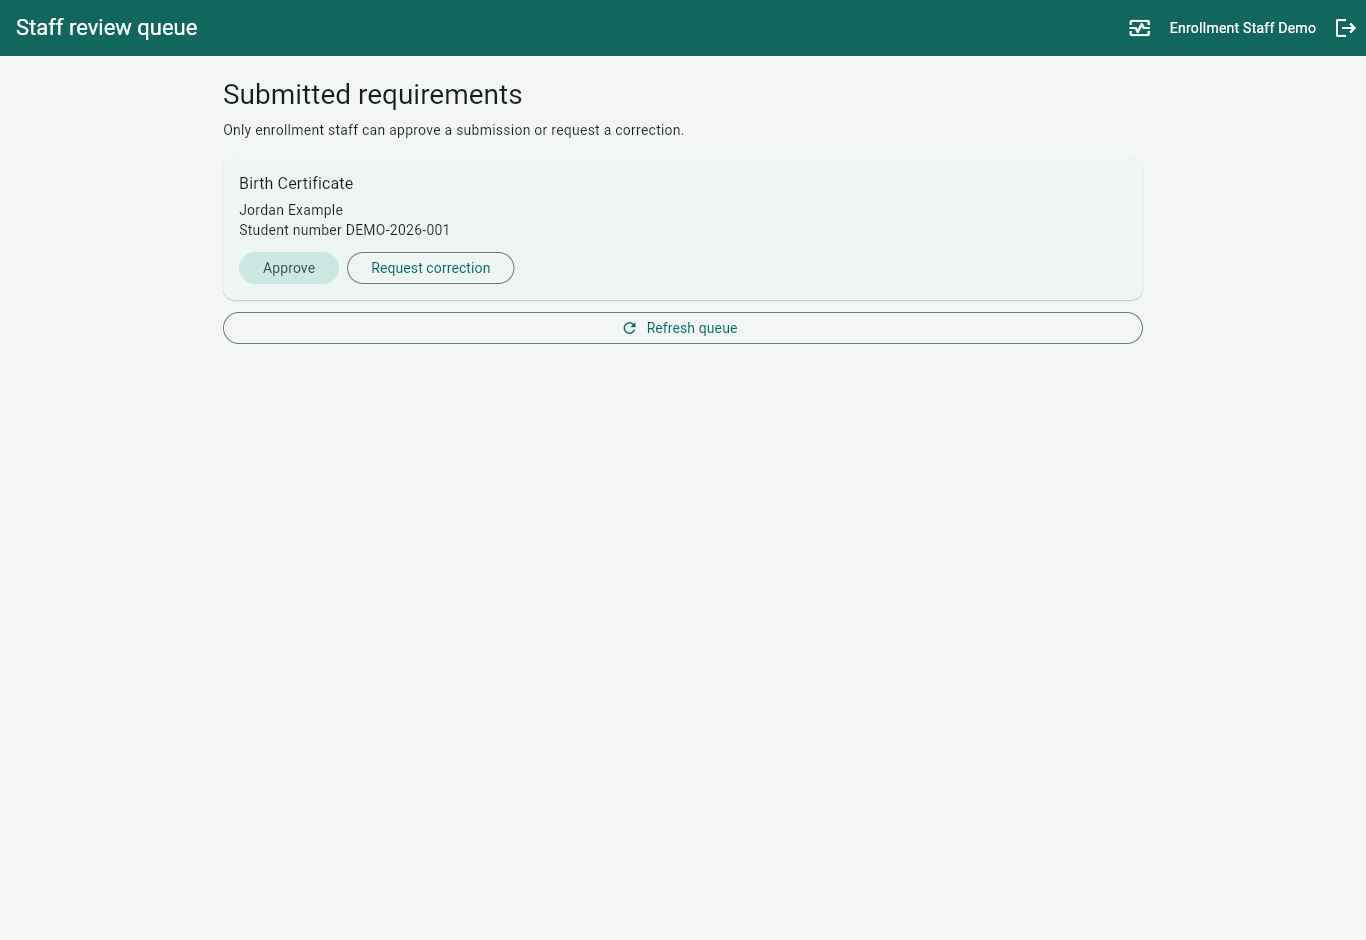 Staff review queue
Enrollment Staff Demo
Submitted requirements
Only enrollment staff can approve a submission or request a correction.
Birth Certificate
Jordan Example
Student number DEMO-2026-001
Approve
Request correction
Refresh queue